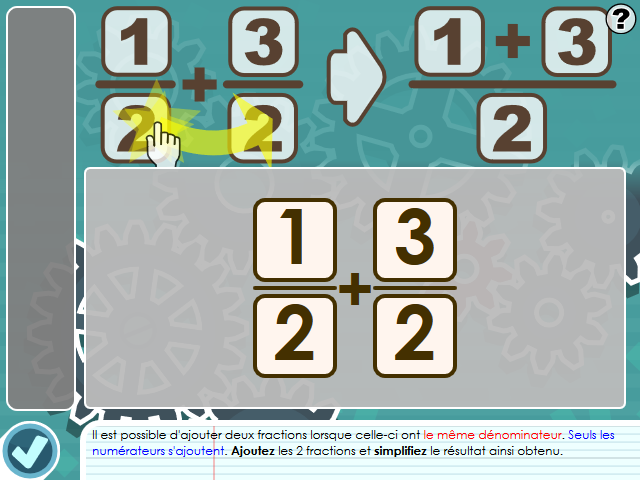 1 + 3 1 + 3
2 2 2
?
1 + 3
2 2
Il est possible d'ajouter deux fractions lorsque celle-ci ont le même dénominateur. Seuls les
numérateurs s'ajoutent. Ajoutez les 2 fractions et simplifiez le résultat ainsi obtenu.